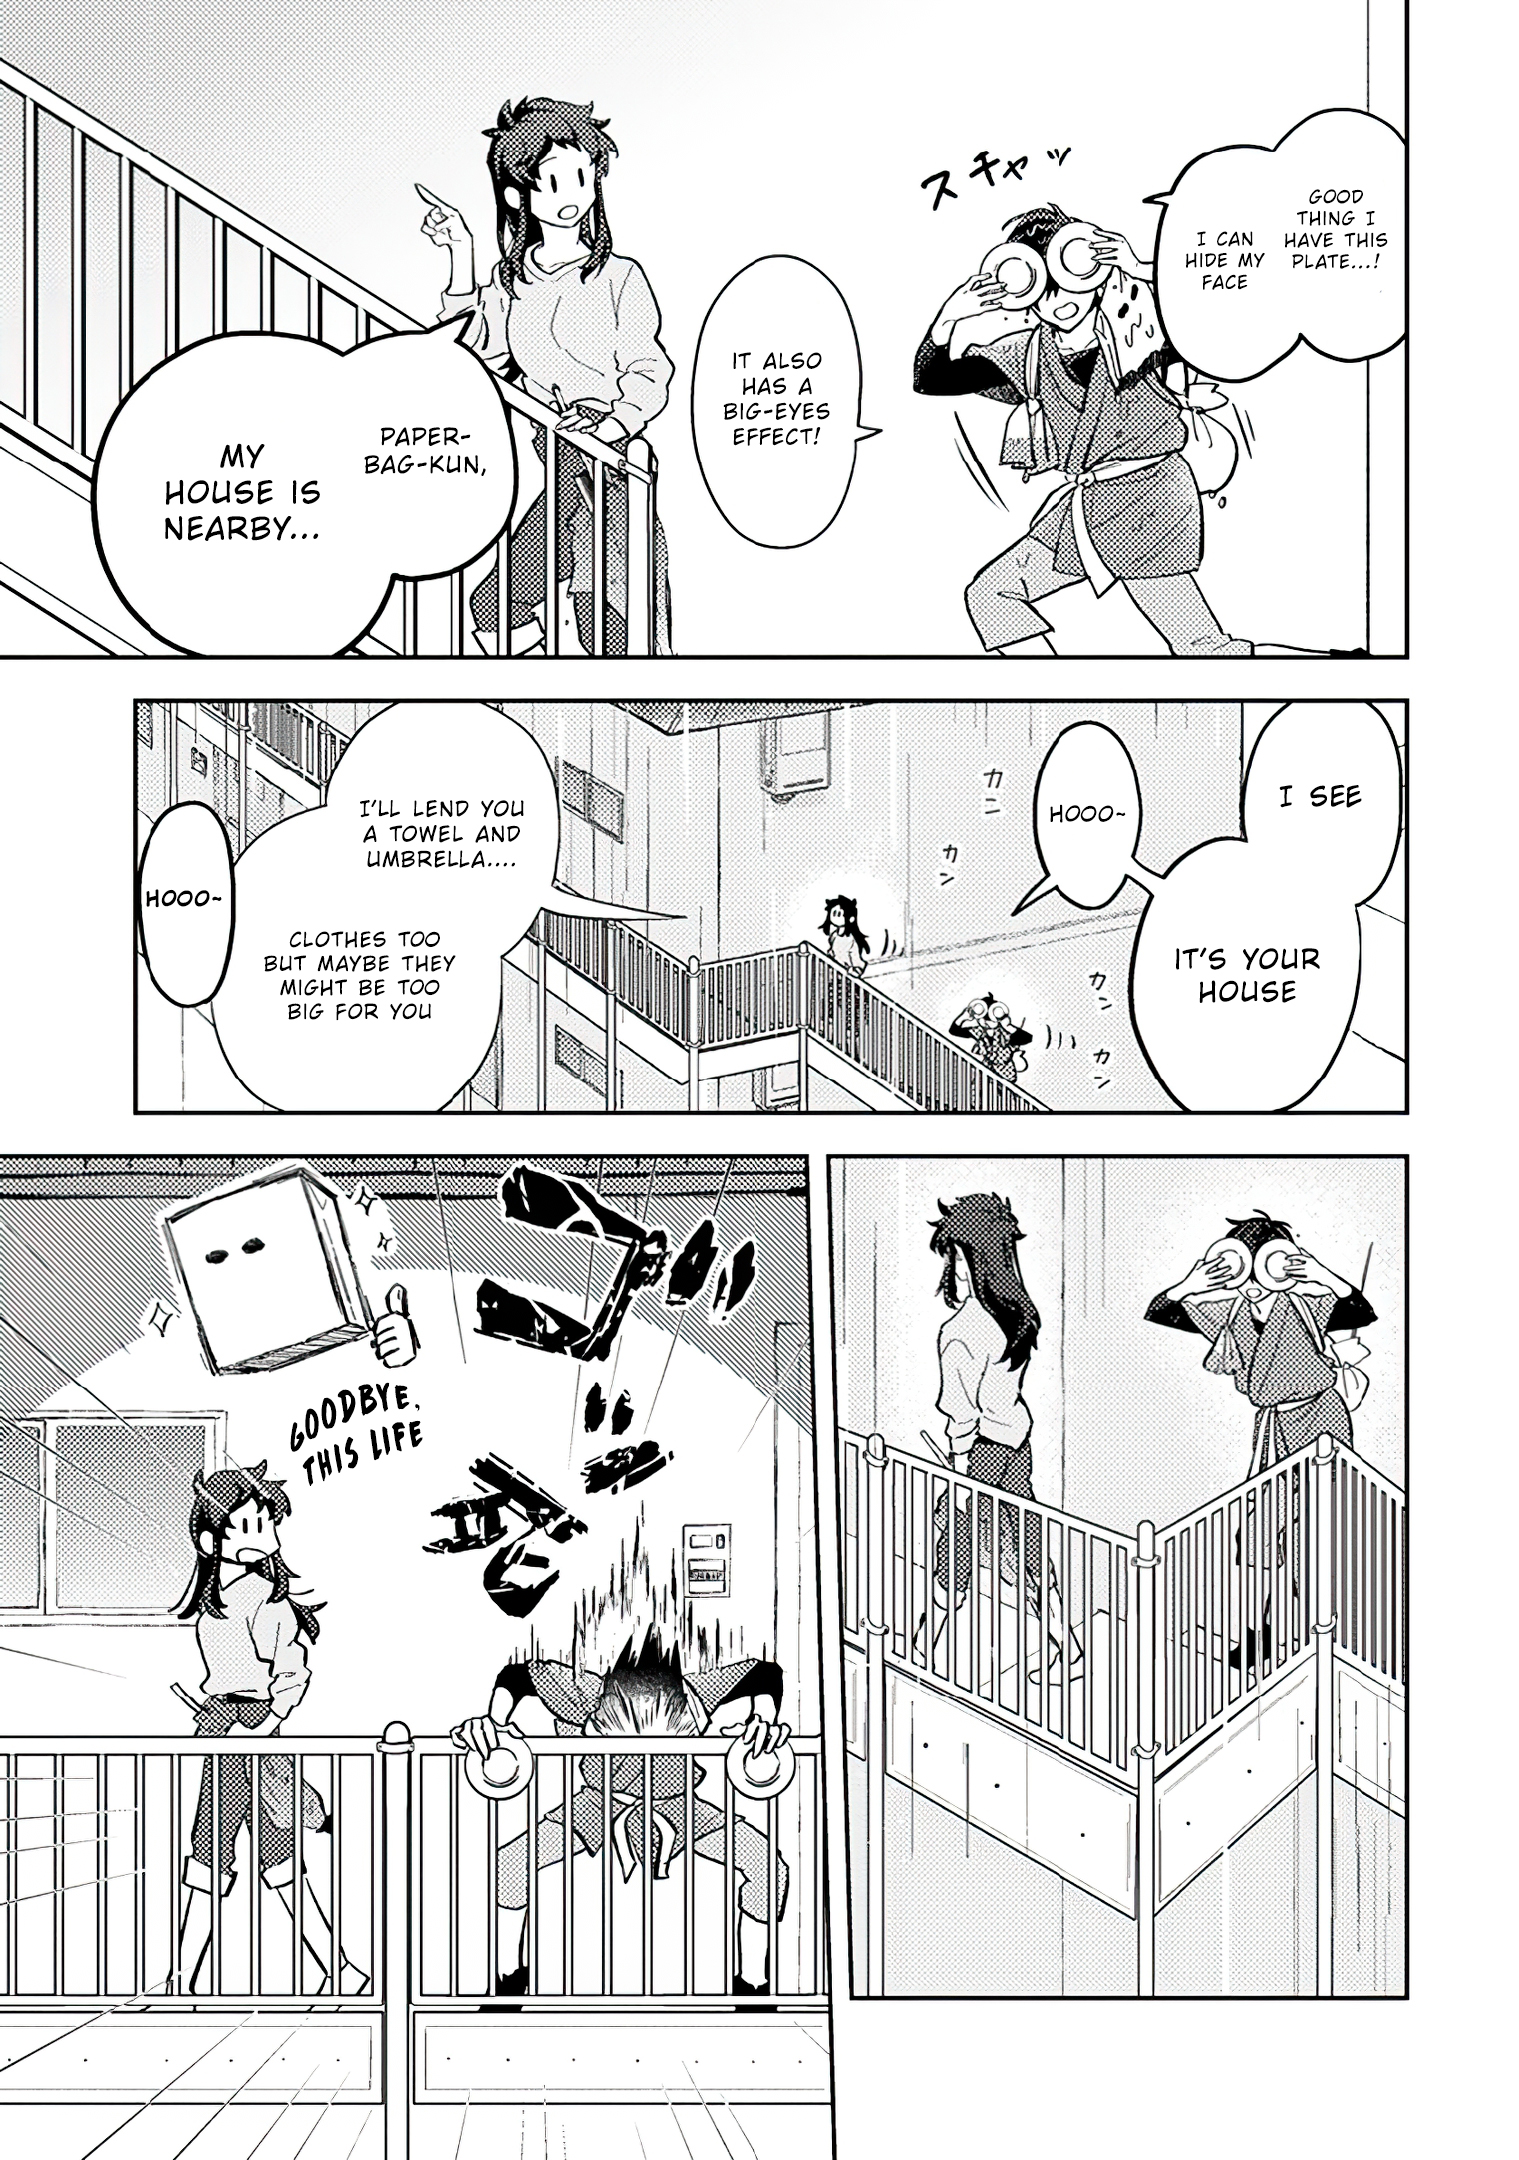 GOOD
THING I
HAVE THIS
PLATE...!
I CAN
HIDE MY
FACE
スチャッ
IT ALSO
HAS A
BIG-EYES
EFFECT!
PAPER-
BAG-KUN,
MY
HOUSE IS
NEARBY...
I SEE
IT'S YOUR
HOUSE
HOOO~
カン
カン
カン
カン
I'LL LEND YOU
A TOWEL AND
UMBRELLA....
CLOTHES TOO
BUT MAYBE THEY
MIGHT BE TOO
BIG FOR YOU
HOOO~
GOODBYE,
THIS LIFE